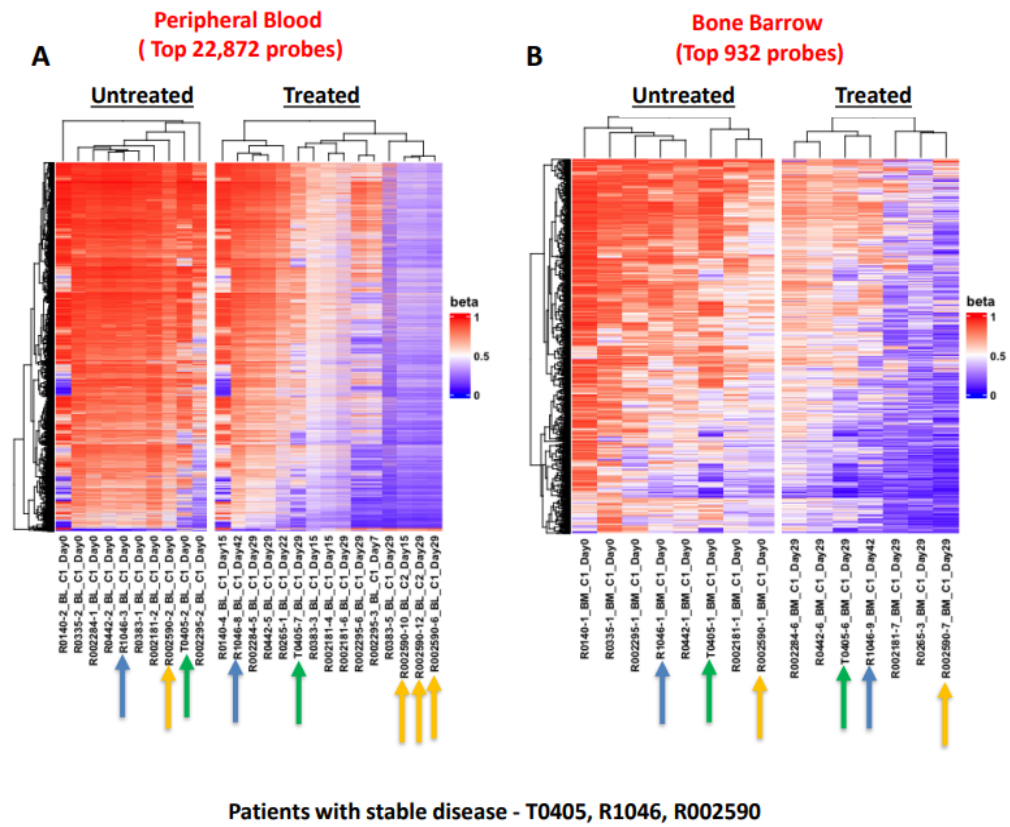 Peripheral Blood
( Top 22,872 probes)
A
Untreated
Treated
beta
1
0.5
0
R0140-2_BL_C1_Day0
R0335-2_BL_C1_Day0
R002284-1_BL_C1_Day0
R0442-2_BL_C1_Day0
R1046-3_BL_C1_Day0
R0383-1_BL_C1_Day0
R002181-2_BL_C1_Day0
R002590-2_BL_C1_Day0
T0405-2_BL_C1_Day0
R002295-2_BL_C1_Day0
R0140-4_BL_C1_Day15
R1046-8_BL_C1_Day42
R002284-5_BL_C1_Day29
R0442-5_BL_C1_Day29
R0265-1_BL_C1_Day22
T0405-7_BL_C1_Day29
R0383-3_BL_C1_Day15
R002181-4_BL_C1_Day15
R002181-6_BL_C1_Day29
R002295-6_BL_C1_Day29
R002295-3_BL_C1_Day7
R0383-5_BL_C1_Day29
R002590-10_BL_C2_Day15
R002590-12_BL_C2_Day29
R002590-6_BL_C1_Day29
Bone Barrow
(Top 932 probes)
B
Untreated
Treated
beta
1
0.5
0
R0140-1_BM_C1_Day0
R0335-1_BM_C1_Day0
R002295-1_BM_C1_Day0
R1046-1_BM_C1_Day0
R0442-1_BM_C1_Day0
T0405-1_BM_C1_Day0
R002181-1_BM_C1_Day0
R002590-1_BM_C1_Day0
R002284-6_BM_C1_Day29
R0442-6_BM_C1_Day29
T0405-6_BM_C1_Day29
R1046-9_BM_C1_Day42
R002181-7_BM_C1_Day29
R0265-3_BM_C1_Day29
R002590-7_BM_C1_Day29
Patients with stable disease - T0405, R1046, R002590